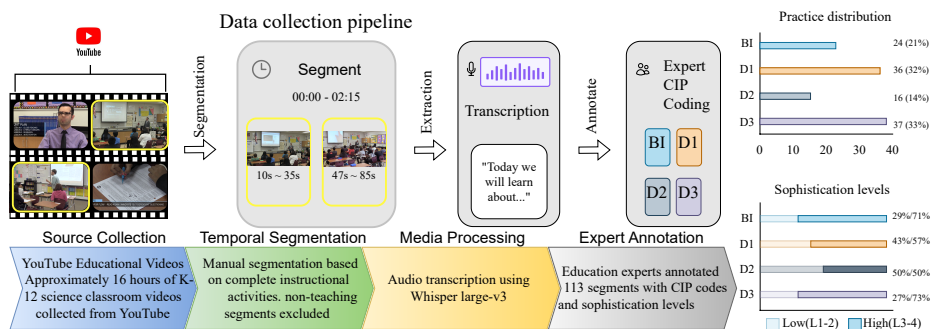 Data collection pipeline
YouTube
Segmentation
Segment
00:00 - 02:15
10s ~ 35s
47s ~ 85s
Extraction
Transcription
"Today we
will learn
about..."
Annotate
Expert
CIP
Coding
BI
D1
D2
D3
Source Collection
Temporal Segmentation
Media Processing
Expert Annotation
YouTube Educational Videos
Approximately 16 hours of K-
12 science classroom videos
collected from YouTube
Manual segmentation based
on complete instructional
activities. non-teaching
segments excluded
Audio transcription using
Whisper large-v3
Education experts annotated
113 segments with CIP codes
and sophistication levels
Practice distribution
BI
24 (21%)
D1
36 (32%)
D2
16 (14%)
D3
37 (33%)
0
20
40
Sophistication levels
BI
29%/71%
D1
43%/57%
D2
50%/50%
D3
27%/73%
Low(L1-2)
High(L3-4)